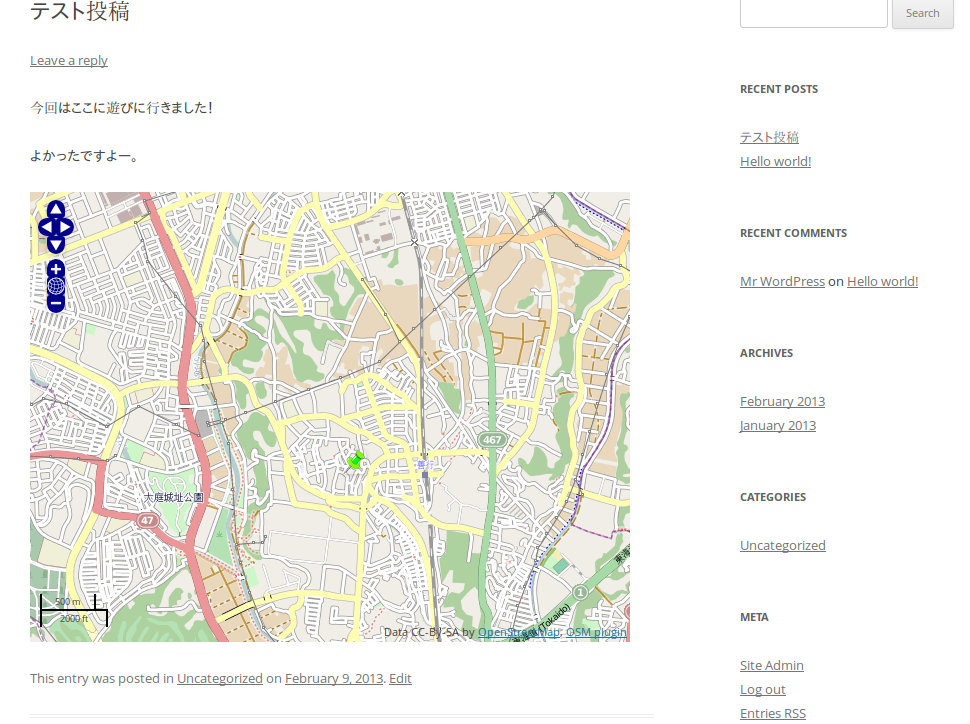 テスト投稿
Leave a reply
今回はここに遊びに行きました!
よかったですよー。
467
善行
大庭城址公園
47
1
500 m
2000 ft
(Tokaido)
Data CC-By-SA by OpenStreetMap, OSM plugin
This entry was posted in Uncategorized on February 9, 2013. Edit
Search
RECENT POSTS
テスト投稿
Hello world!
RECENT COMMENTS
Mr WordPress on Hello world!
ARCHIVES
February 2013
January 2013
CATEGORIES
Uncategorized
META
Site Admin
Log out
Entries RSS